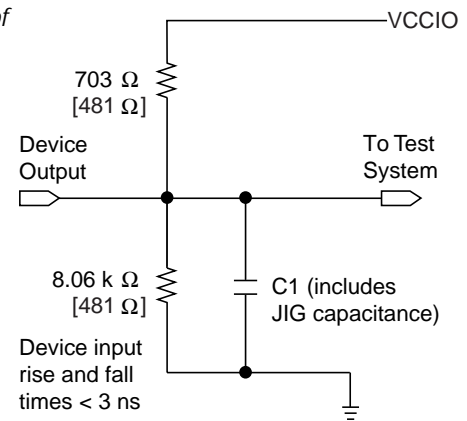 of
VCCIO
703 Ω
[481 Ω]
Device
Output
To Test
System
8.06 k Ω
[481 Ω]
C1 (includes
JIG capacitance)
Device input
rise and fall
times < 3 ns